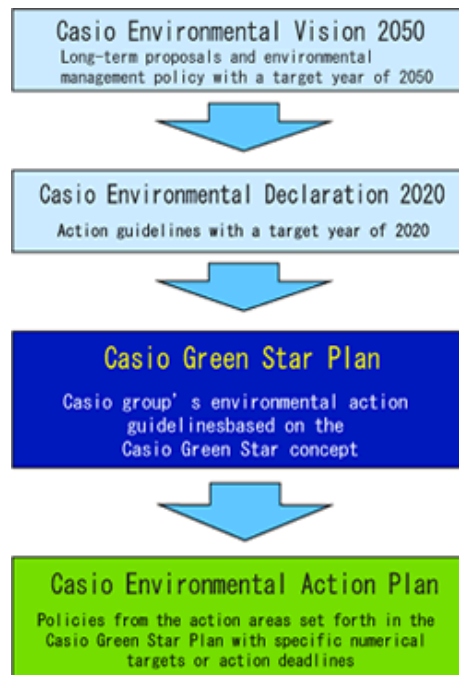 Casio Environmental Vision 2050
Long-term proposals and environmental
management policy with a target year of 2050
Casio Environmental Declaration 2020
Action guidelines with a target year of 2020
Casio Green Star Plan
Casio group's environmental action
guidelinesbased on the
Casio Green Star concept
Casio Environmental Action Plan
Policies from the action areas set forth in the
Casio Green Star Plan with specific numerical
targets or action deadlines